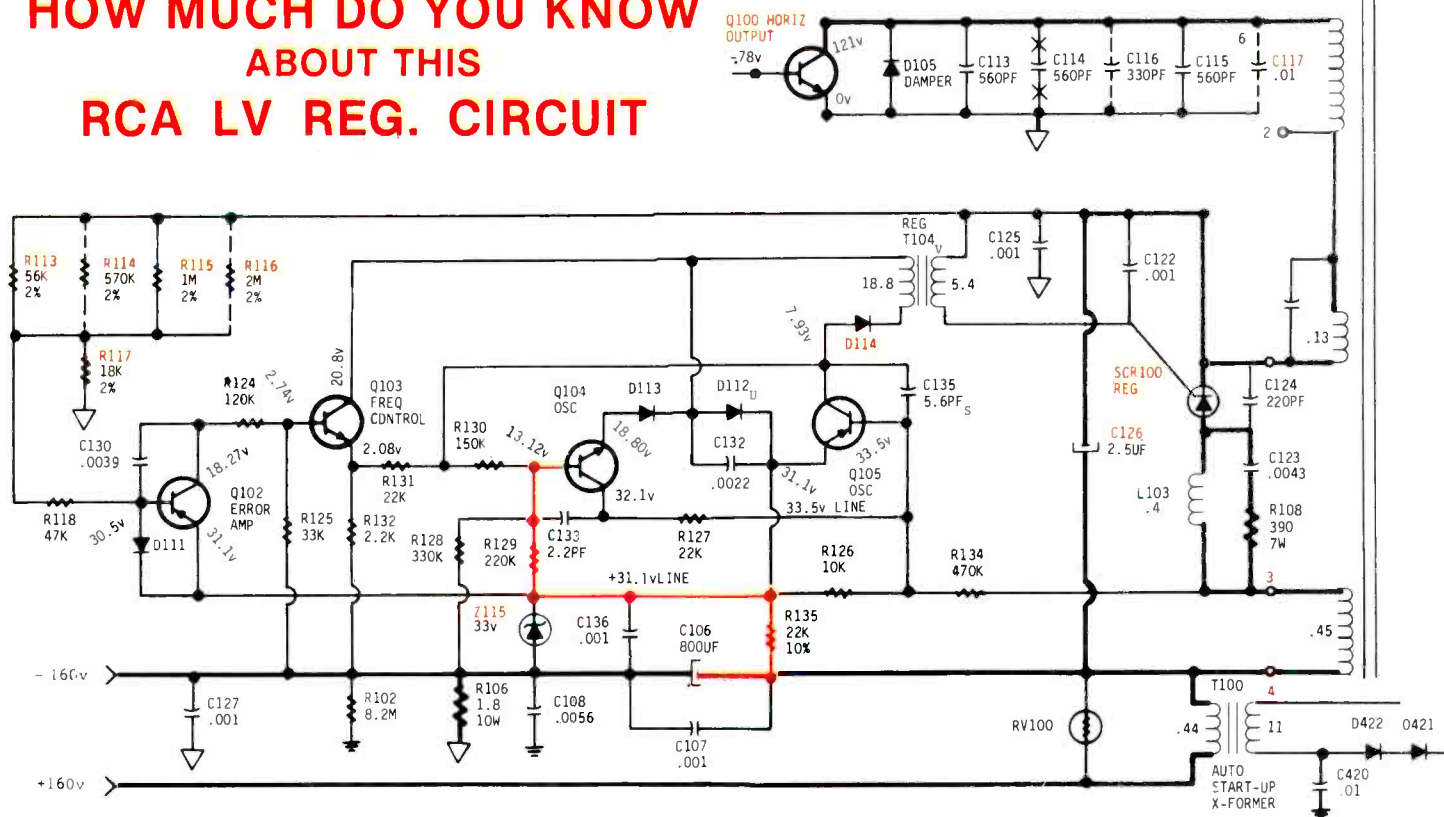 HOW MUCH DO YOU KNOW
ABOUT THIS
RCA LV REG. CIRCUIT
Q100 HORIZ
OUTPUT
-78v
121v
0v
D105
DAMPER
C113
560PF
C114
560PF
C116
330PF
C115
560PF
6
C117
.01
2
R113
56K
2%
R114
570K
2%
R115
1M
2%
R116
2M
2%
R117
18K
2%
REG
T104
V
18.8
5.4
C125
.001
C122
.001
.13
7.93v
D114
SCR100
REG
C124
220PF
R124
120K
2.74v
20.8v
Q103
FREQ
CONTROL
2.08v
Q104
OSC
D113
D112
U
C135
5.6PF
S
C130
.0039
18.27v
Q102
ERROR
AMP
R130
150K
13.12v
18.80v
C132
.0022
33.5v
Q105
OSC
31.1v
C126
2.5UF
C123
.0043
R131
22K
32.1v
33.5v LINE
L103
.4
R108
390
7W
R118
47K
30.5v
D111
31.1v
R125
33K
R132
2.2K
R128
330K
R129
220K
C133
2.2PF
R127
22K
R126
10K
R134
470K
+31.1vLINE
3
Z115
33v
C136
.001
C106
800UF
R135
22K
10%
.45
-160v
4
C127
.001
R102
8.2M
R106
1.8
10W
C108
.0056
C107
.001
RV100
T100
.44
11
D422
D421
+160v
AUTO
START-UP
X-FORMER
C420
.01